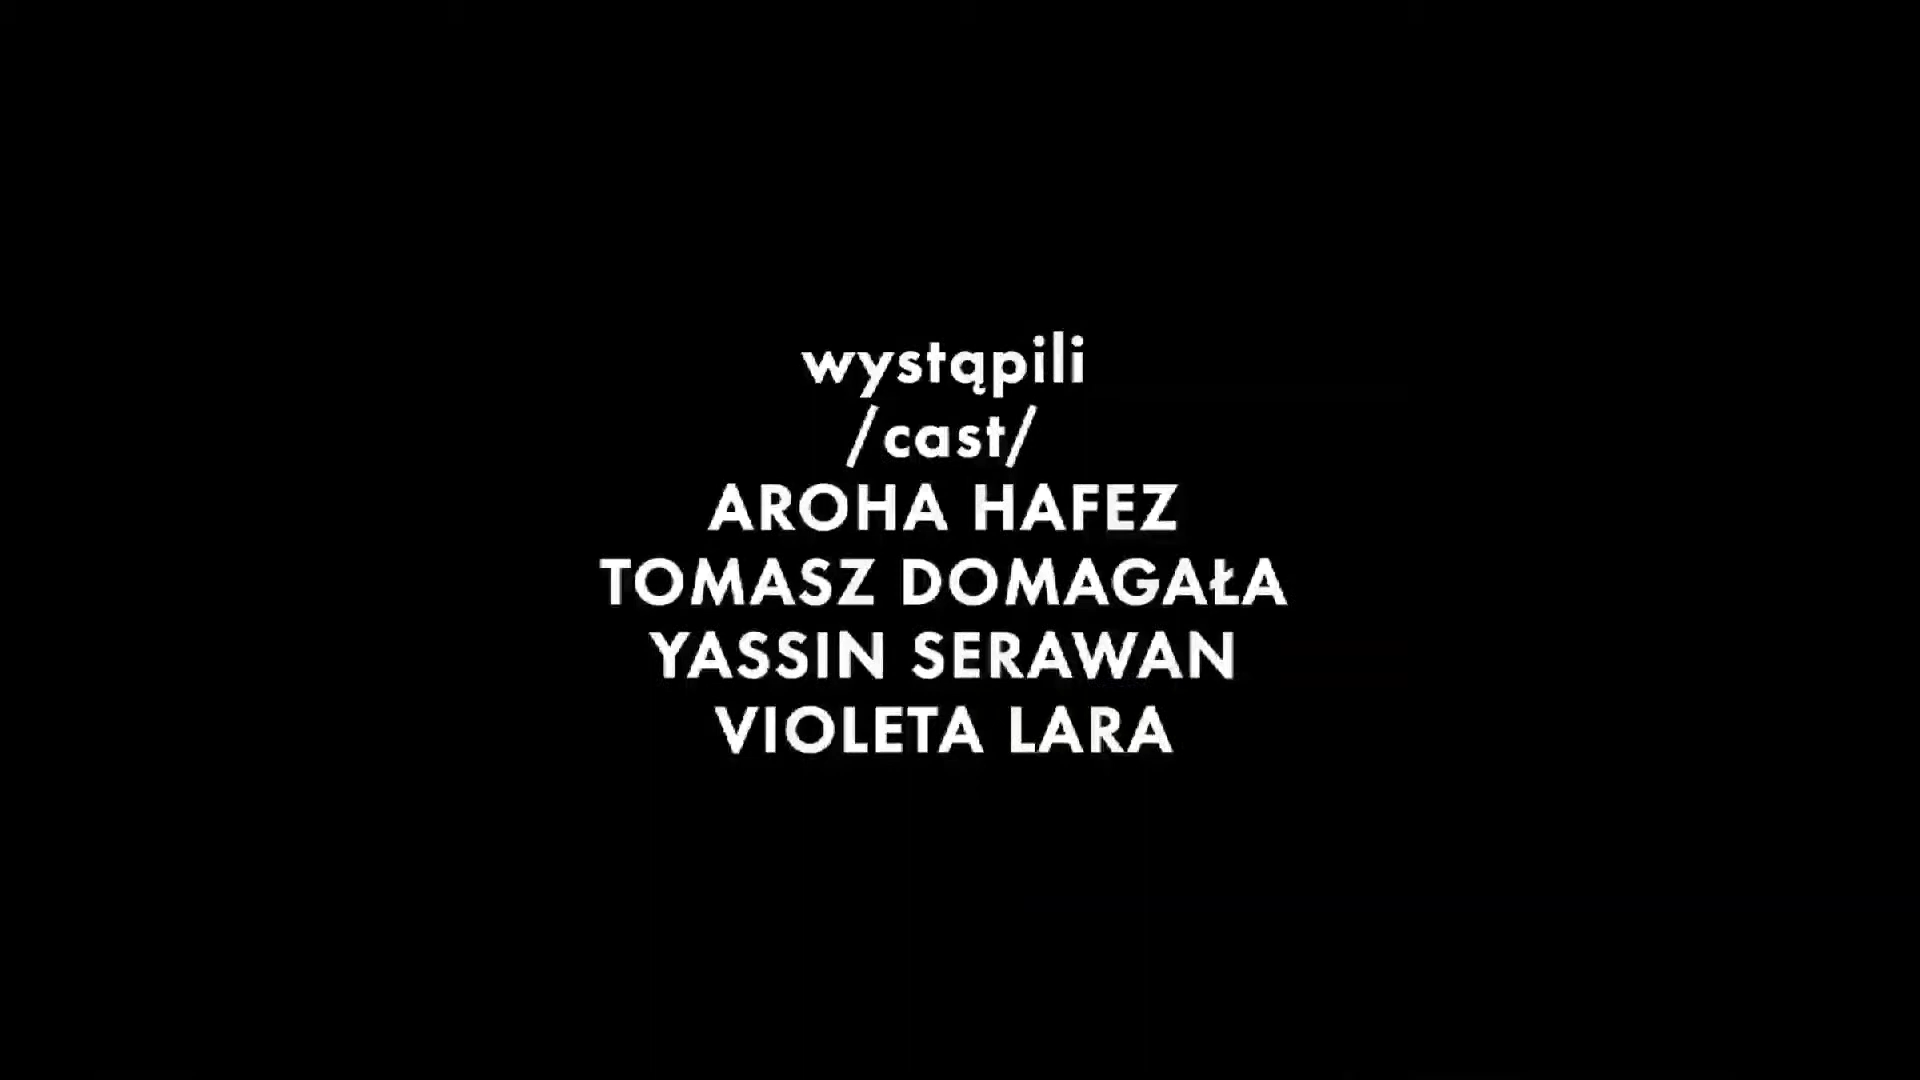 wystąpili
/cast/
AROHA HAFEZ
TOMASZ DOMAGAłA
YASSIN SERAWAN
VIOLETA LARA